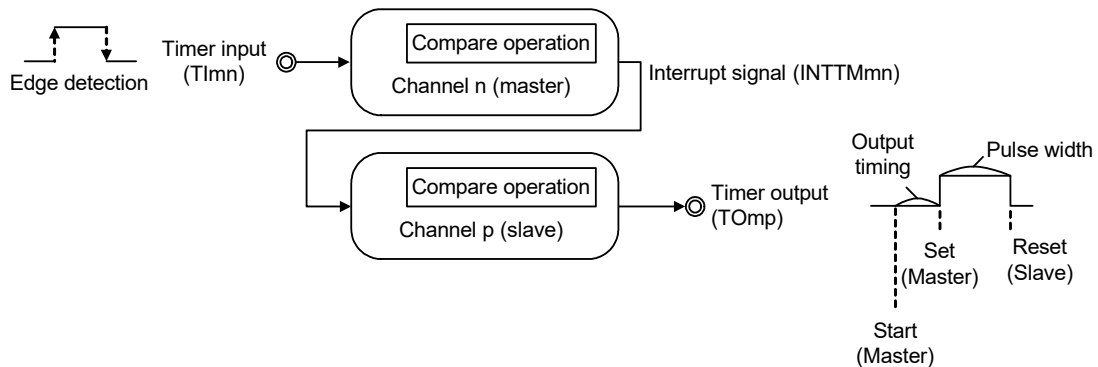 Compare operation
Channel n (master)
Timer input
(TImn)
Edge detection
Interrupt signal (INTTMmn)
Compare operation
Channel p (slave)
Timer output
(TOmp)
Output
timing
Pulse width
Set
(Master)
Reset
(Slave)
Start
(Master)